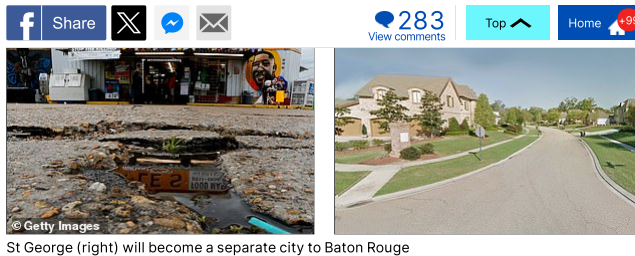 Share
283
View comments
Top
Home
+99
© Getty Images
St George (right) will become a separate city to Baton Rouge